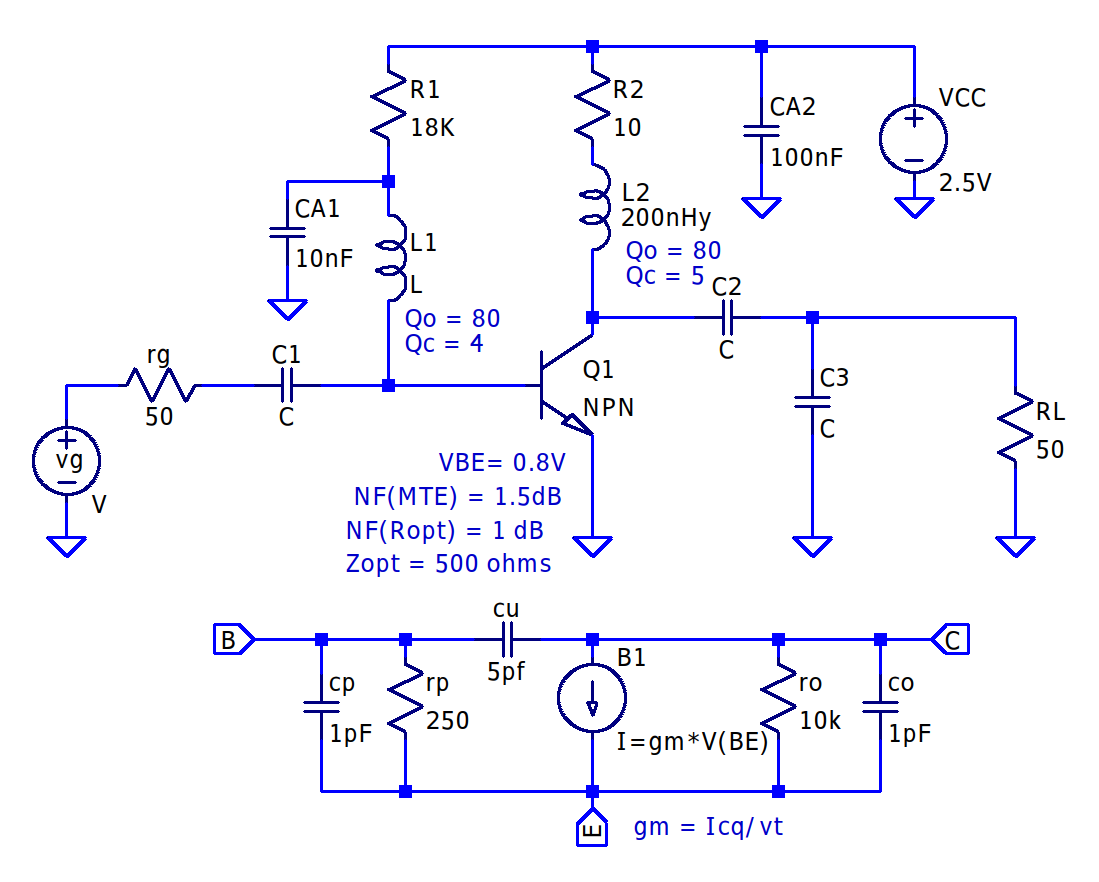 R1
18K
R2
10
CA2
100nF
VCC
2.5V
CA1
10nF
L1
L
Qo = 80
Qc = 4
L2
200nHy
Qo = 80
Qc = 5
C2
C
rg
50
C1
C
Q1
NPN
C3
C
RL
50
vg
V
VBE= 0.8V
NF(MTE) = 1.5dB
NF(Ropt) = 1 dB
Zopt = 500 ohms
B
cu
5pf
B1
C
cp
1pF
rp
250
I=gm*V(BE)
ro
10k
co
1pF
E
gm = Icq/vt